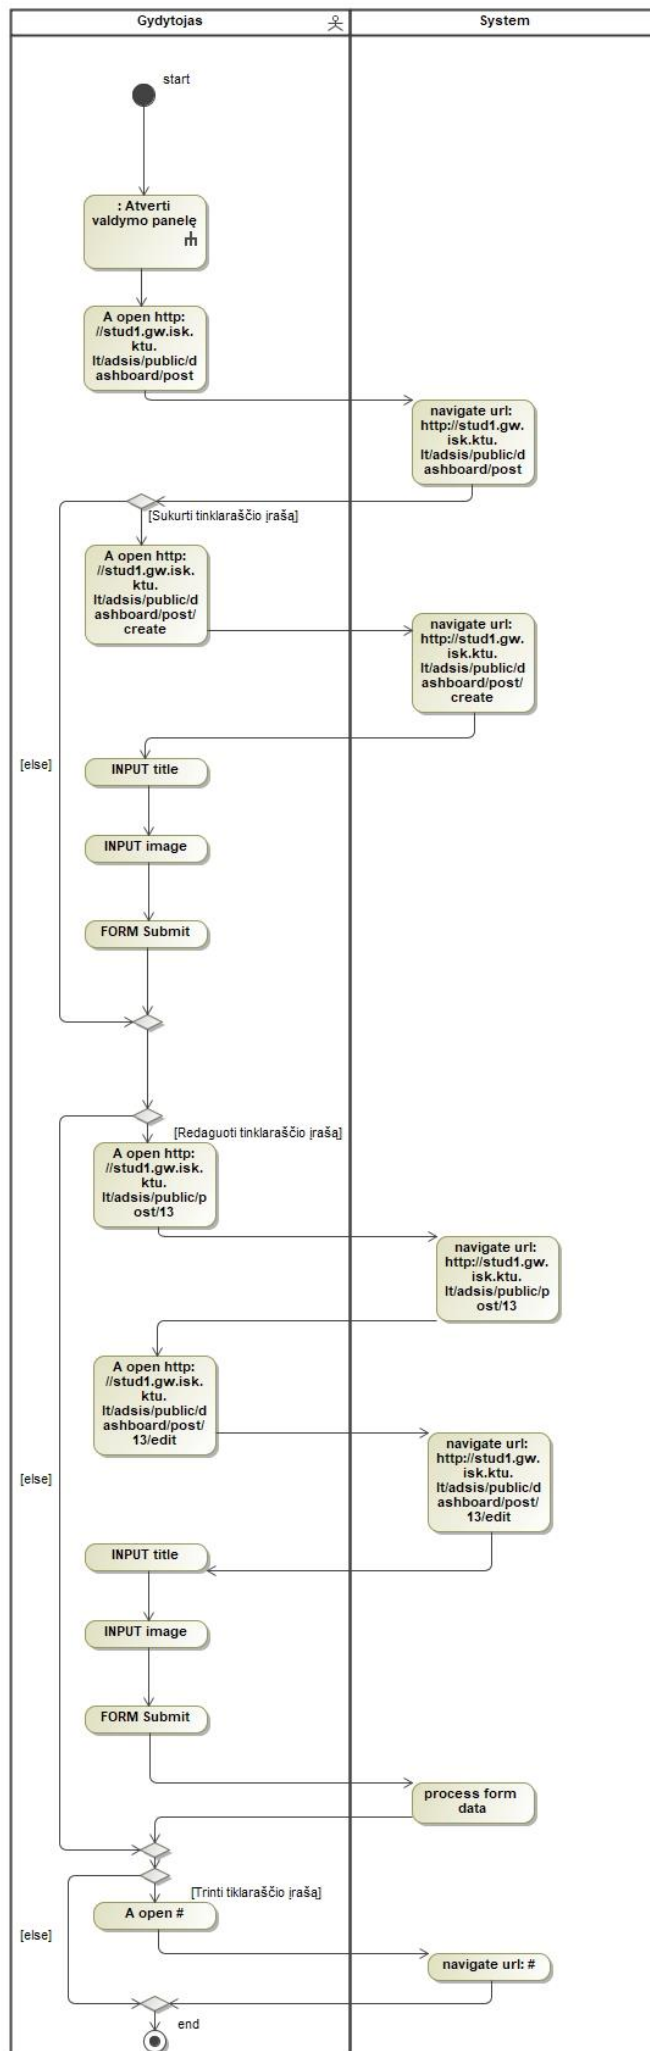 Gydytojas
System
start
: Atverti
valdymo panelę
A open http:
//stud1.gw.isk.
ktu.
lt/adsis/public/d
ashboard/post
navigate url:
http://stud1.gw.
isk.ktu.
lt/adsis/public/d
ashboard/post
[Sukurti tinklaraščio įrašą]
A open http:
//stud1.gw.isk.
ktu.
lt/adsis/public/d
ashboard/post/
create
navigate url:
http://stud1.gw.
isk.ktu.
lt/adsis/public/d
ashboard/post/
create
[else]
INPUT title
INPUT image
FORM Submit
[Redaguoti tinklaraščio įrašą]
A open http:
//stud1.gw.isk.
ktu.
lt/adsis/public/p
ost/13
navigate url:
http://stud1.gw.
isk.ktu.
lt/adsis/public/p
ost/13
A open http:
//stud1.gw.isk.
ktu.
lt/adsis/public/d
ashboard/post/
13/edit
navigate url:
http://stud1.gw.
isk.ktu.
lt/adsis/public/d
ashboard/post/
13/edit
[else]
INPUT title
INPUT image
FORM Submit
process form
data
[Trinti tiklaraščio įrašą]
A open #
[else]
navigate url: #
end